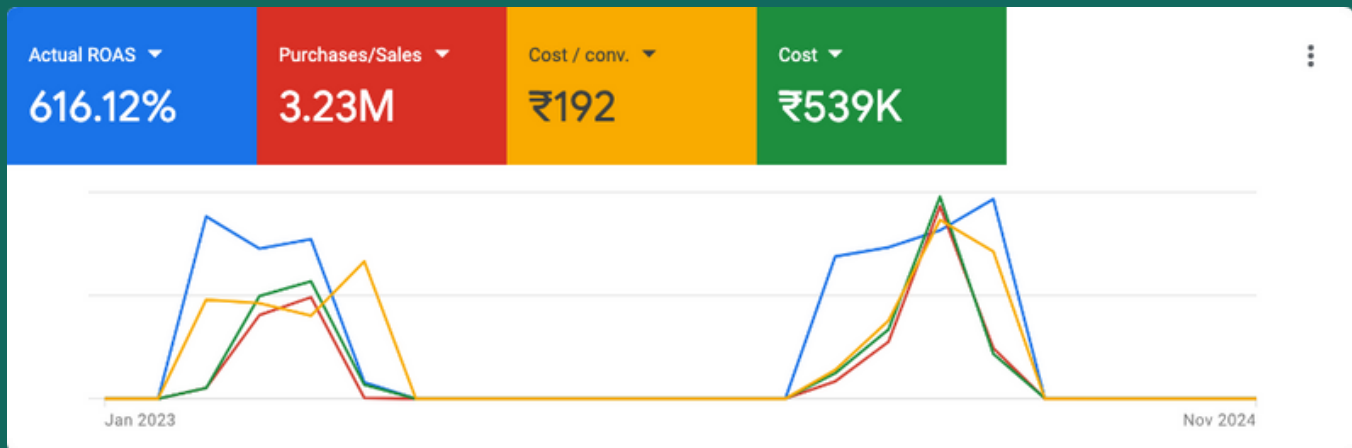 Actual ROAS Purchases/Sales Cost / conv. Cost
616.12% 3.23M ₹192 ₹539K
Jan 2023 Nov 2024